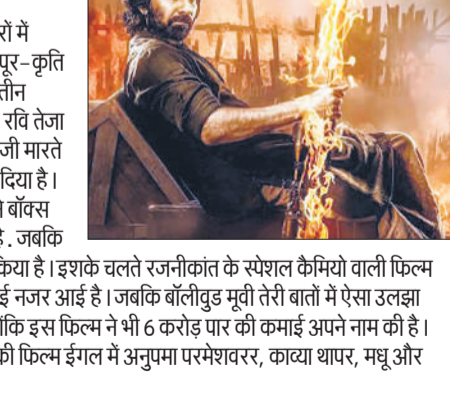 रों में
पूर-कृति
तीन
रवि तेजा
जी मारते
दिया है।
बॉक्स
है. जबकि
किया है। इशके चलते रजनीकांत के स्पेशल कैमियो वाली फिल्म
ई नजर आई है। जबकि बॉलीवुड मूवी तेरी बातों में ऐसा उलझा
कि इस फिल्म ने भी 6 करोड़ पार की कमाई अपने नाम की है।
की फिल्म ईगल में अनुपमा परमेशवरर, काव्या थापर, मधू और